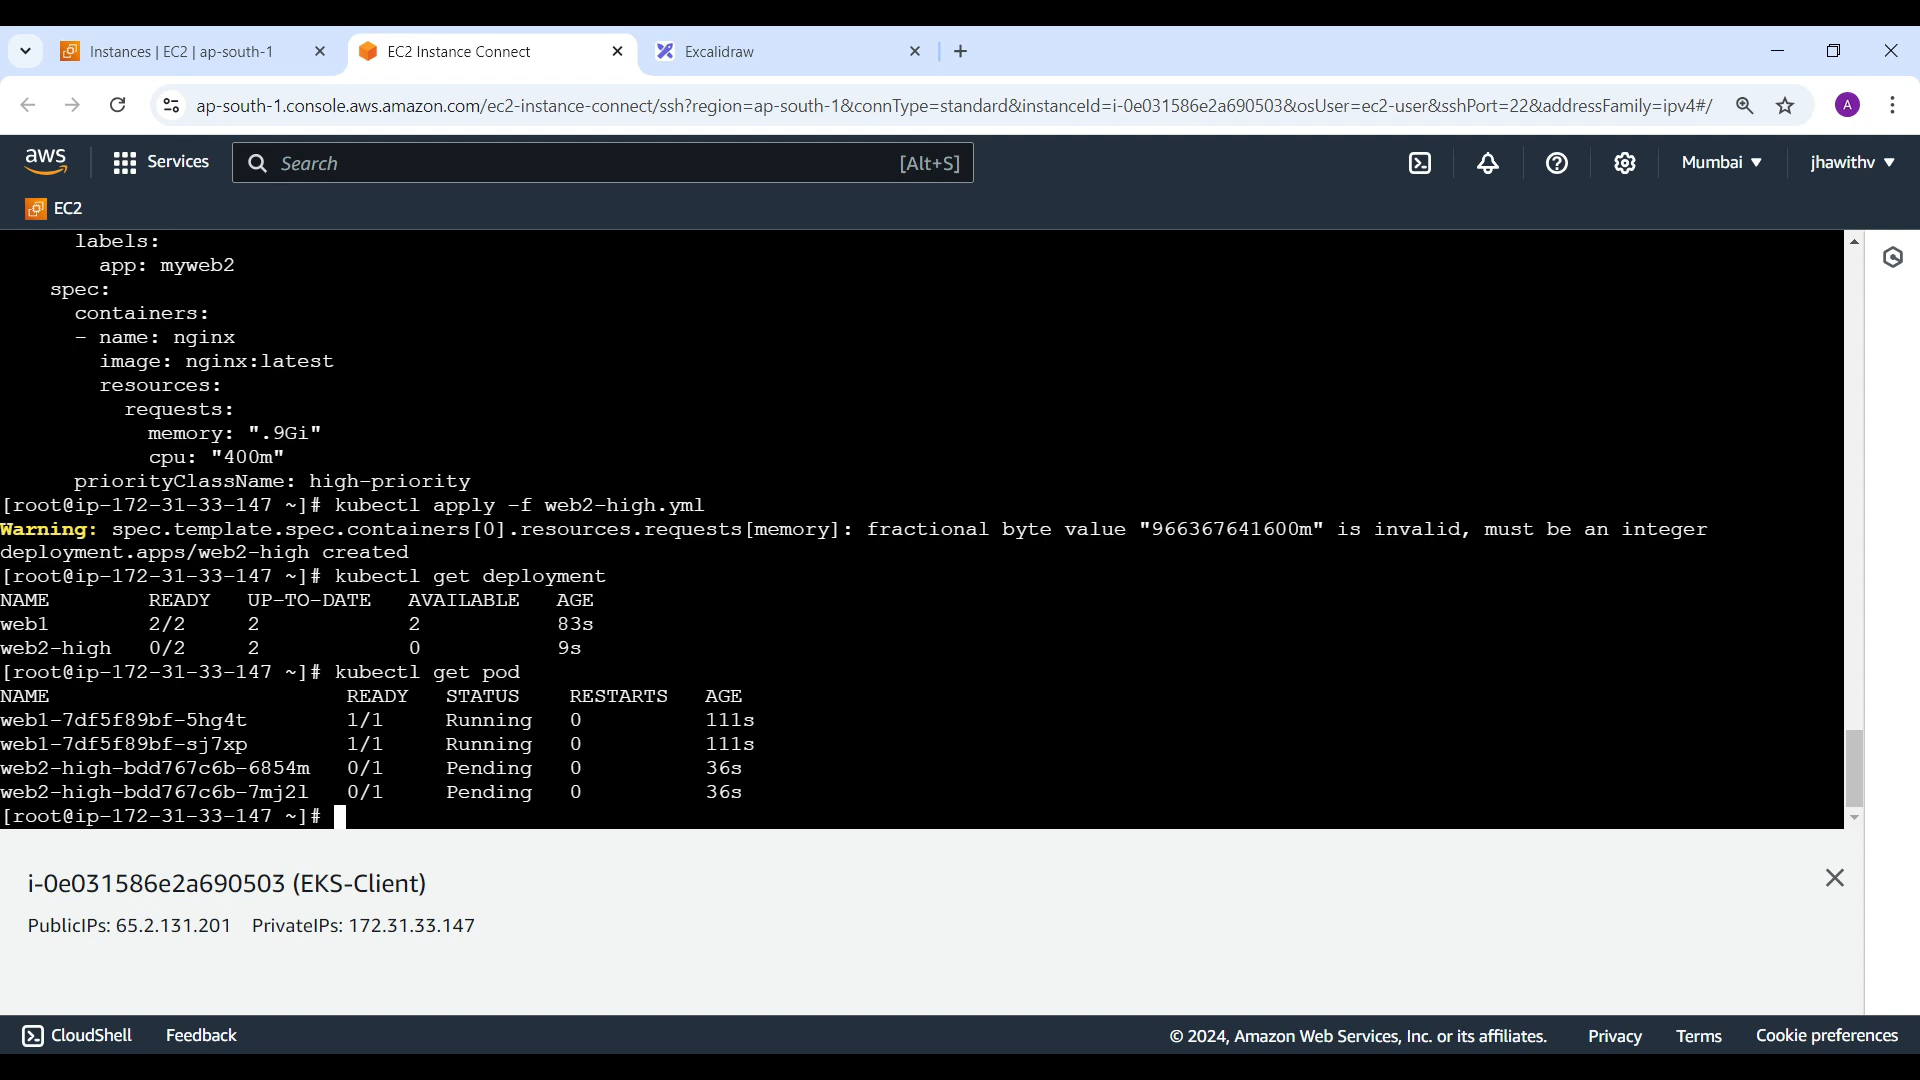 Instances | EC2 | ap-south-1
EC2 Instance Connect
Excalidraw
ap-south-1.console.aws.amazon.com/ec2-instance-connect/ssh?region=ap-south-1&connType=standard&instanceId=i-0e031586e2a690503&osUser=ec2-user&sshPort=22&addressFamily=ipv4#/
A
aws
Services
Search
[Alt+S]
Mumbai
jhawithv
EC2
labels:
app: myweb2
spec:
containers:
- name: nginx
image: nginx:latest
resources:
requests:
memory: ".9Gi"
cpu: "400m"
priorityClassName: high-priority
[root@ip-172-31-33-147 ~]# kubectl apply -f web2-high.yml
Warning: spec.template.spec.containers[0].resources.requests[memory]: fractional byte value "966367641600m" is invalid, must be an integer
deployment.apps/web2-high created
[root@ip-172-31-33-147 ~]# kubectl get deployment
NAME READY UP-TO-DATE AVAILABLE AGE
web1 2/2 2 2 83s
web2-high 0/2 2 0 9s
[root@ip-172-31-33-147 ~]# kubectl get pod
NAME READY STATUS RESTARTS AGE
web1-7df5f89bf-5hg4t 1/1 Running 0 111s
web1-7df5f89bf-sj7xp 1/1 Running 0 111s
web2-high-bdd767c6b-6854m 0/1 Pending 0 36s
web2-high-bdd767c6b-7mj2l 0/1 Pending 0 36s
[root@ip-172-31-33-147 ~]#
i-0e031586e2a690503 (EKS-Client)
PublicIPs: 65.2.131.201 PrivateIPs: 172.31.33.147
CloudShell
Feedback
© 2024, Amazon Web Services, Inc. or its affiliates.
Privacy
Terms
Cookie preferences